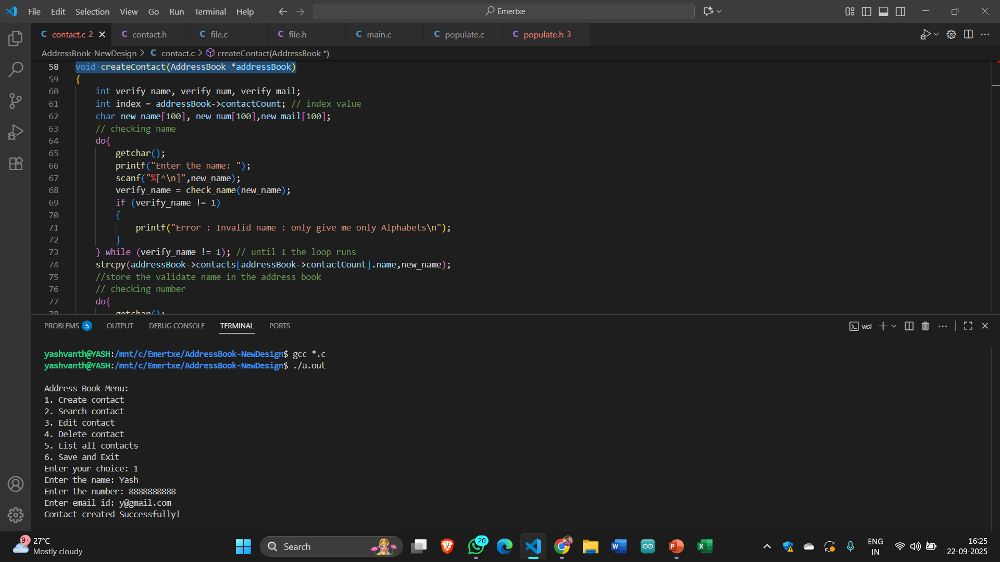 File Edit Selection View Go Run Terminal Help
Emertxe
contact.c 2
contact.h
file.c
file.h
main.c
populate.c
populate.h 3
AddressBook-NewDesign > C contact.c > createContact(AddressBook *)
58 void createContact(AddressBook *addressBook)
59 {
60 int verify_name, verify_num, verify_mail;
61 int index = addressBook->contactCount; // index value
62 char new_name[100], new_num[100],new_mail[100];
63 // checking name
64 do{
65 getchar();
66 printf("Enter the name: ");
67 scanf("%[^\n]",new_name);
68 verify_name = check_name(new_name);
69 if (verify_name != 1)
70 {
71 printf("Error : Invalid name : only give me only Alphabets\n");
72 }
73 } while (verify_name != 1); // until 1 the loop runs
74 strcpy(addressBook->contacts[addressBook->contactCount].name,new_name);
75 //store the validate name in the address book
76 // checking number
77 do{
78 getchar();
PROBLEMS 5 OUTPUT DEBUG CONSOLE TERMINAL PORTS
wsl
yashvanth@YASH:/mnt/c/Emertxe/AddressBook-NewDesign$ gcc *.c
yashvanth@YASH:/mnt/c/Emertxe/AddressBook-NewDesign$ ./a.out
Address Book Menu:
1. Create contact
2. Search contact
3. Edit contact
4. Delete contact
5. List all contacts
6. Save and Exit
Enter your choice: 1
Enter the name: Yash
Enter the number: 8888888888
Enter email id: y@gmail.com
Contact created Successfully!
9+
27°C
Mostly cloudy
Search
20
ENG
IN
16:25
22-09-2025